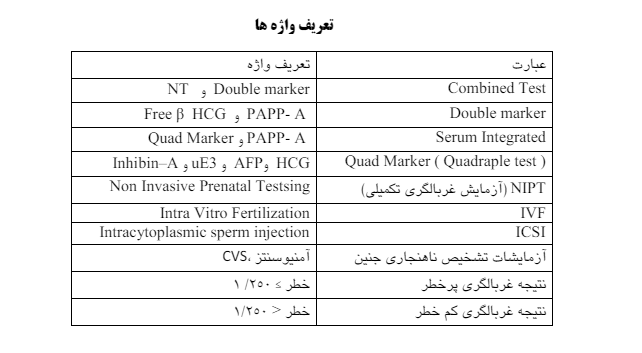 تعریف واژه ها
عبارت	تعریف واژه
Combined Test	Double marker و NT
Double marker	PAPP- A و Free β HCG
Serum Integrated	PAPP- A و Quad Marker
Quad Marker ( Quadraple test )	HCG و AFP و uE3 و Inhibin–A
NIPT (آزمایش غربالگری تکمیلی)	Non Invasive Prenatal Testsing
IVF	Intra Vitro Fertilization
ICSI	Intracytoplasmic sperm injection
آزمایشات تشخیص ناهنجاری جنین	آمنیوسنتز ،CVS
نتیجه غربالگری پرخطر	خطر ≥ ۱/۲۵۰
نتیجه غربالگری کم خطر	خطر < ۱/۲۵۰